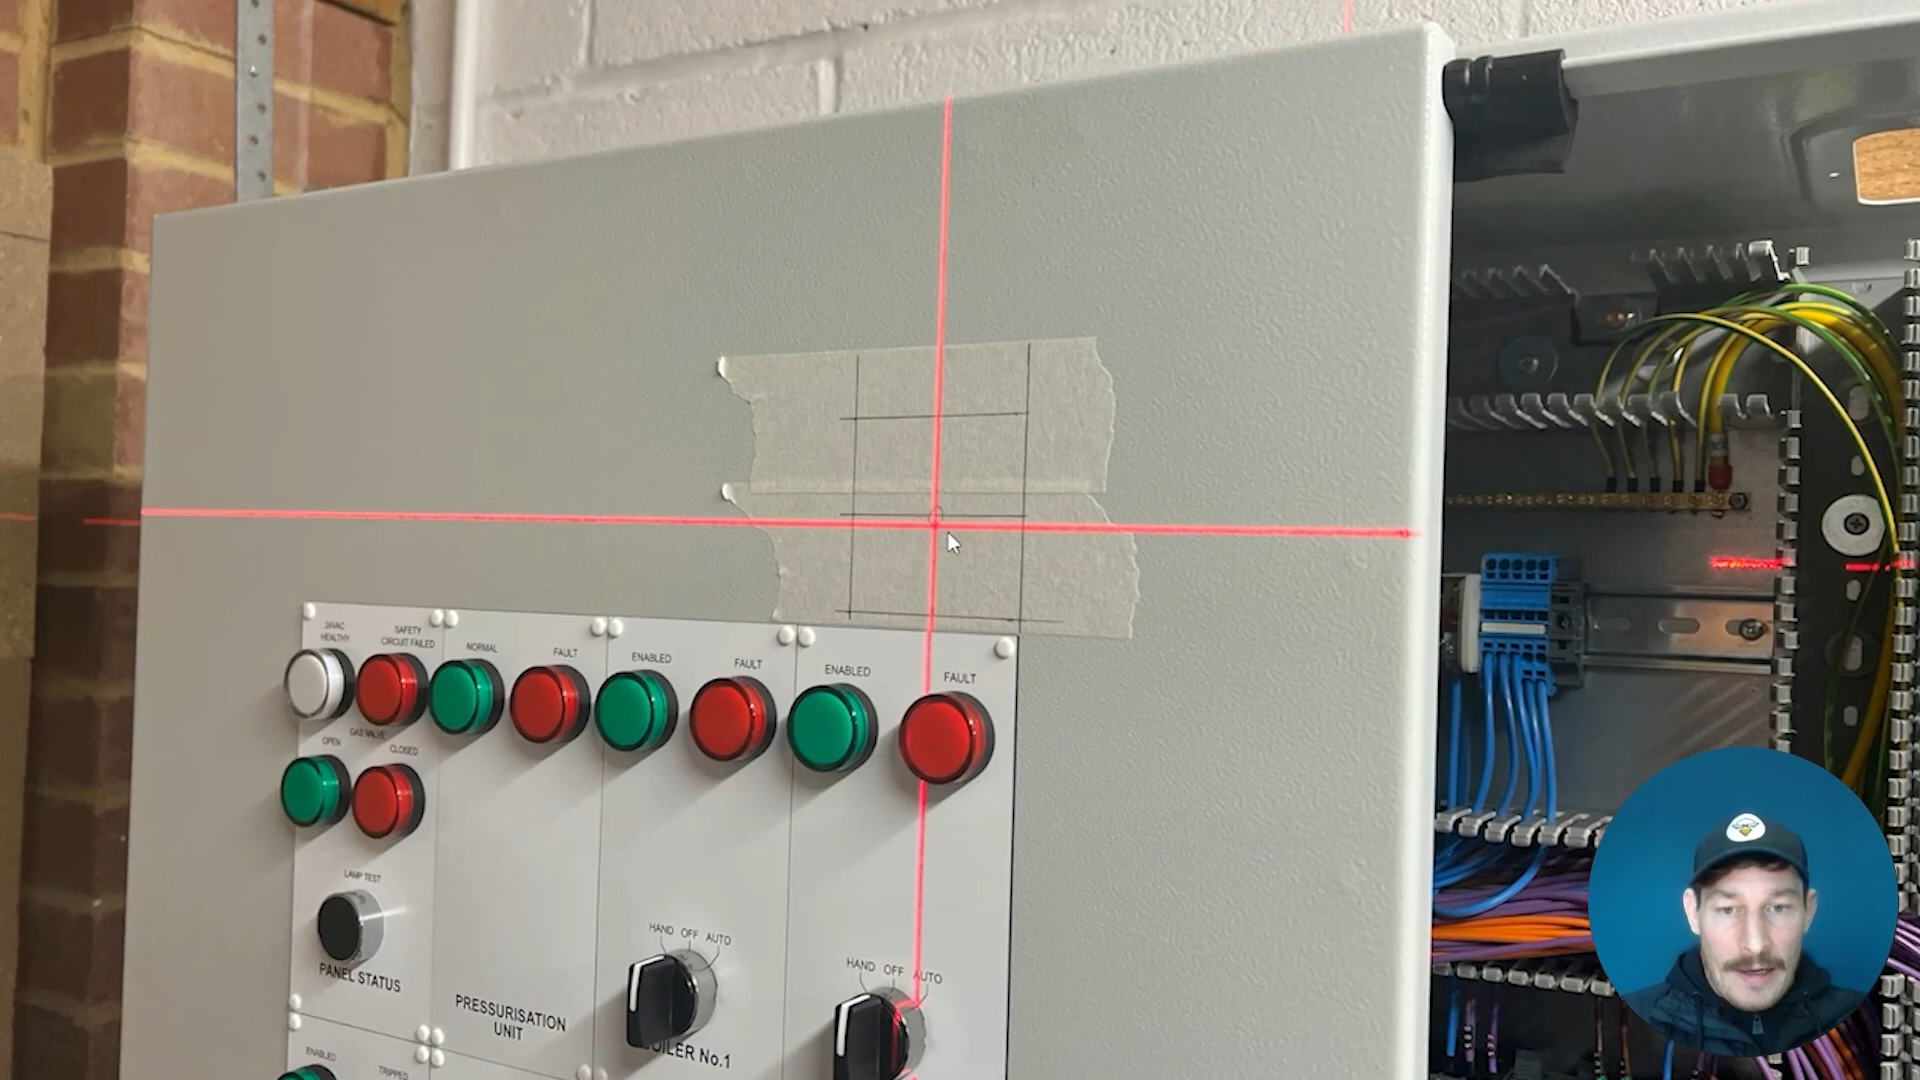 24VAC
HEALTHY
SAFETY
CIRCUIT FAILED
NORMAL
FAULT
ENABLED
FAULT
ENABLED
FAULT
GAS VALVE
OPEN
CLOSED
LAMP TEST
PANEL STATUS
PRESSURISATION
UNIT
HAND OFF AUTO
BOILER No.1
HAND OFF AUTO
ENABLED
TRIPPED